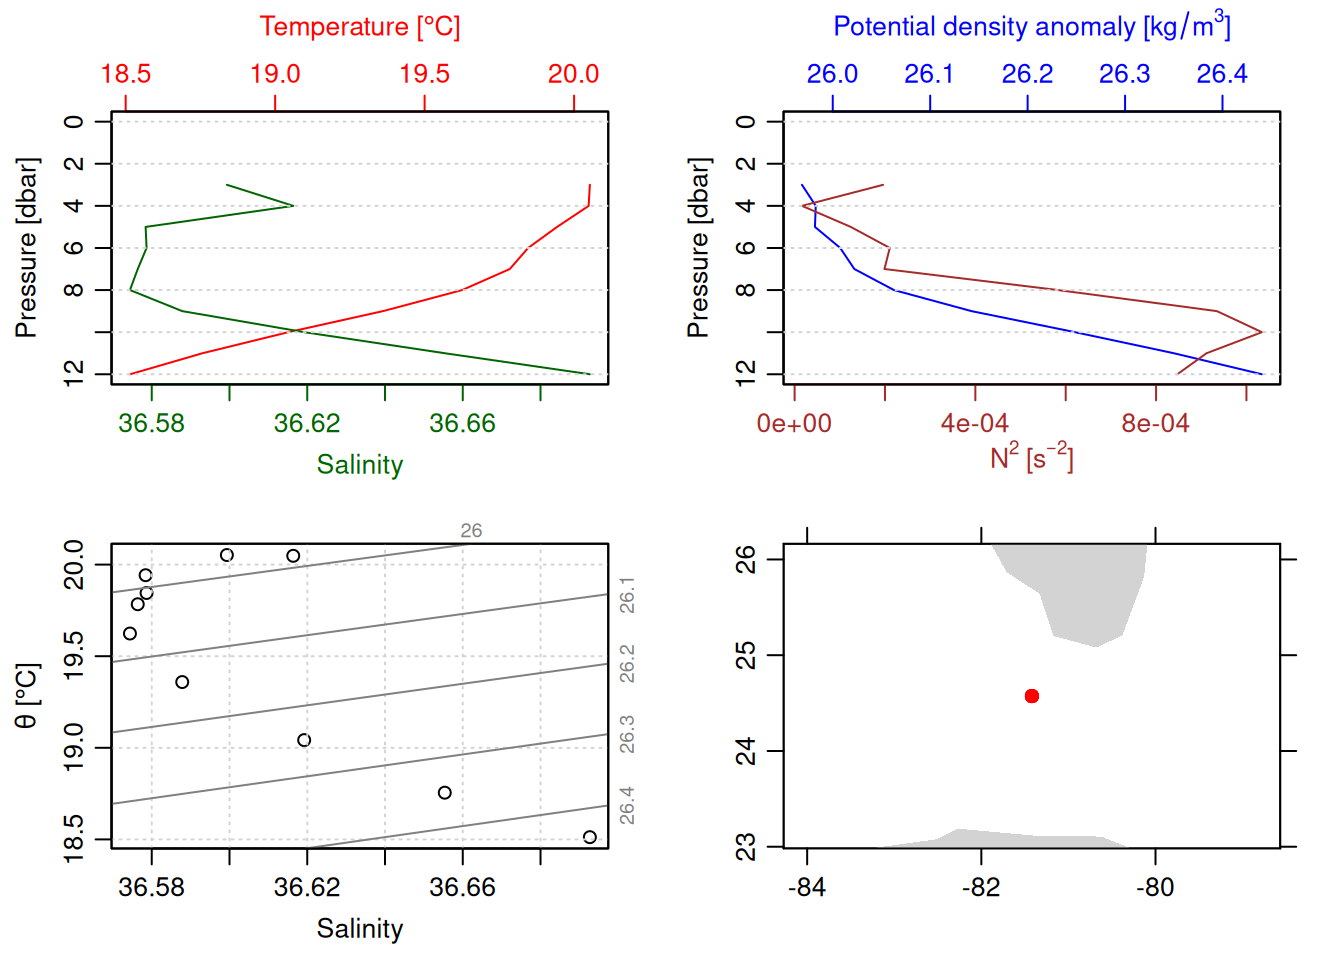 Temperature [°C]
18.5 19.0 19.5 20.0
Pressure [dbar]
0
2
4
6
8
12
36.58 36.62 36.66
Salinity
Potential density anomaly [kg/m³]
26.0 26.1 26.2 26.3 26.4
Pressure [dbar]
0
2
4
6
8
12
0e+00 4e-04 8e-04
N² [s⁻²]
26
θ [°C]
20.0
19.5
19.0
18.5
26.1
26.2
26.3
26.4
36.58 36.62 36.66
Salinity
26
25
24
23
-84 -82 -80